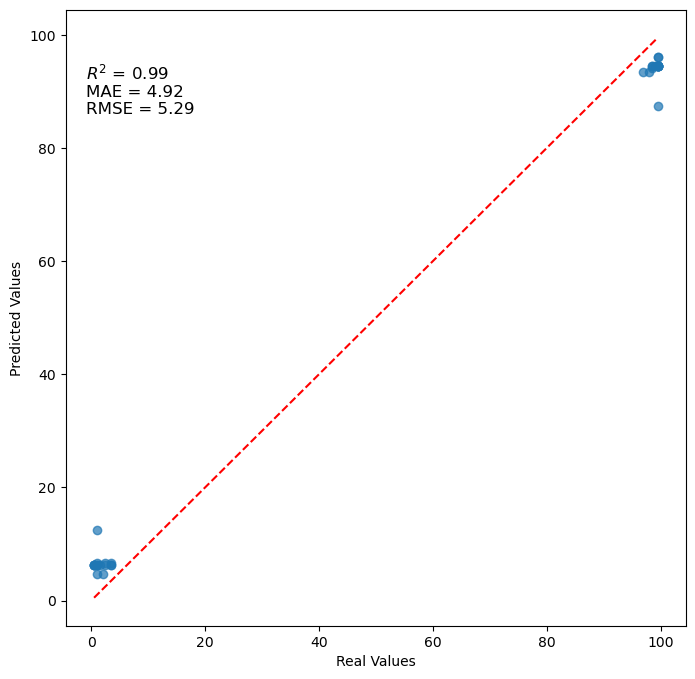 R² = 0.99
MAE = 4.92
RMSE = 5.29
100
80
60
40
20
0
Predicted Values
0 20 40 60 80 100
Real Values